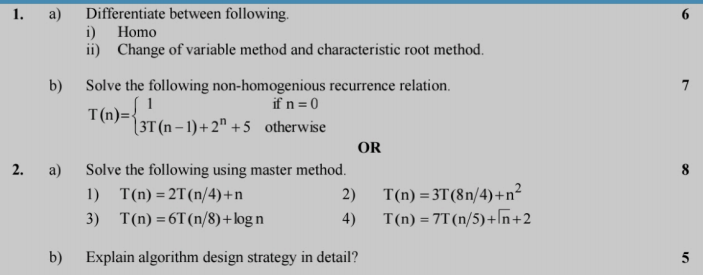 1. a) Differentiate between following. 6
i) Homo
ii) Change of variable method and characteristic root method.
b) Solve the following non-homogenious recurrence relation. 7
T(n)={1 if n = 0
3T(n – 1) + 2ⁿ + 5 otherwise
OR
2. a) Solve the following using master method. 8
1) T(n) = 2T(n/4)+n 2) T(n) = 3T(8n/4)+n²
3) T(n) = 6T(n/8)+log n 4) T(n) = 7T(n/5)+√n+2
b) Explain algorithm design strategy in detail? 5